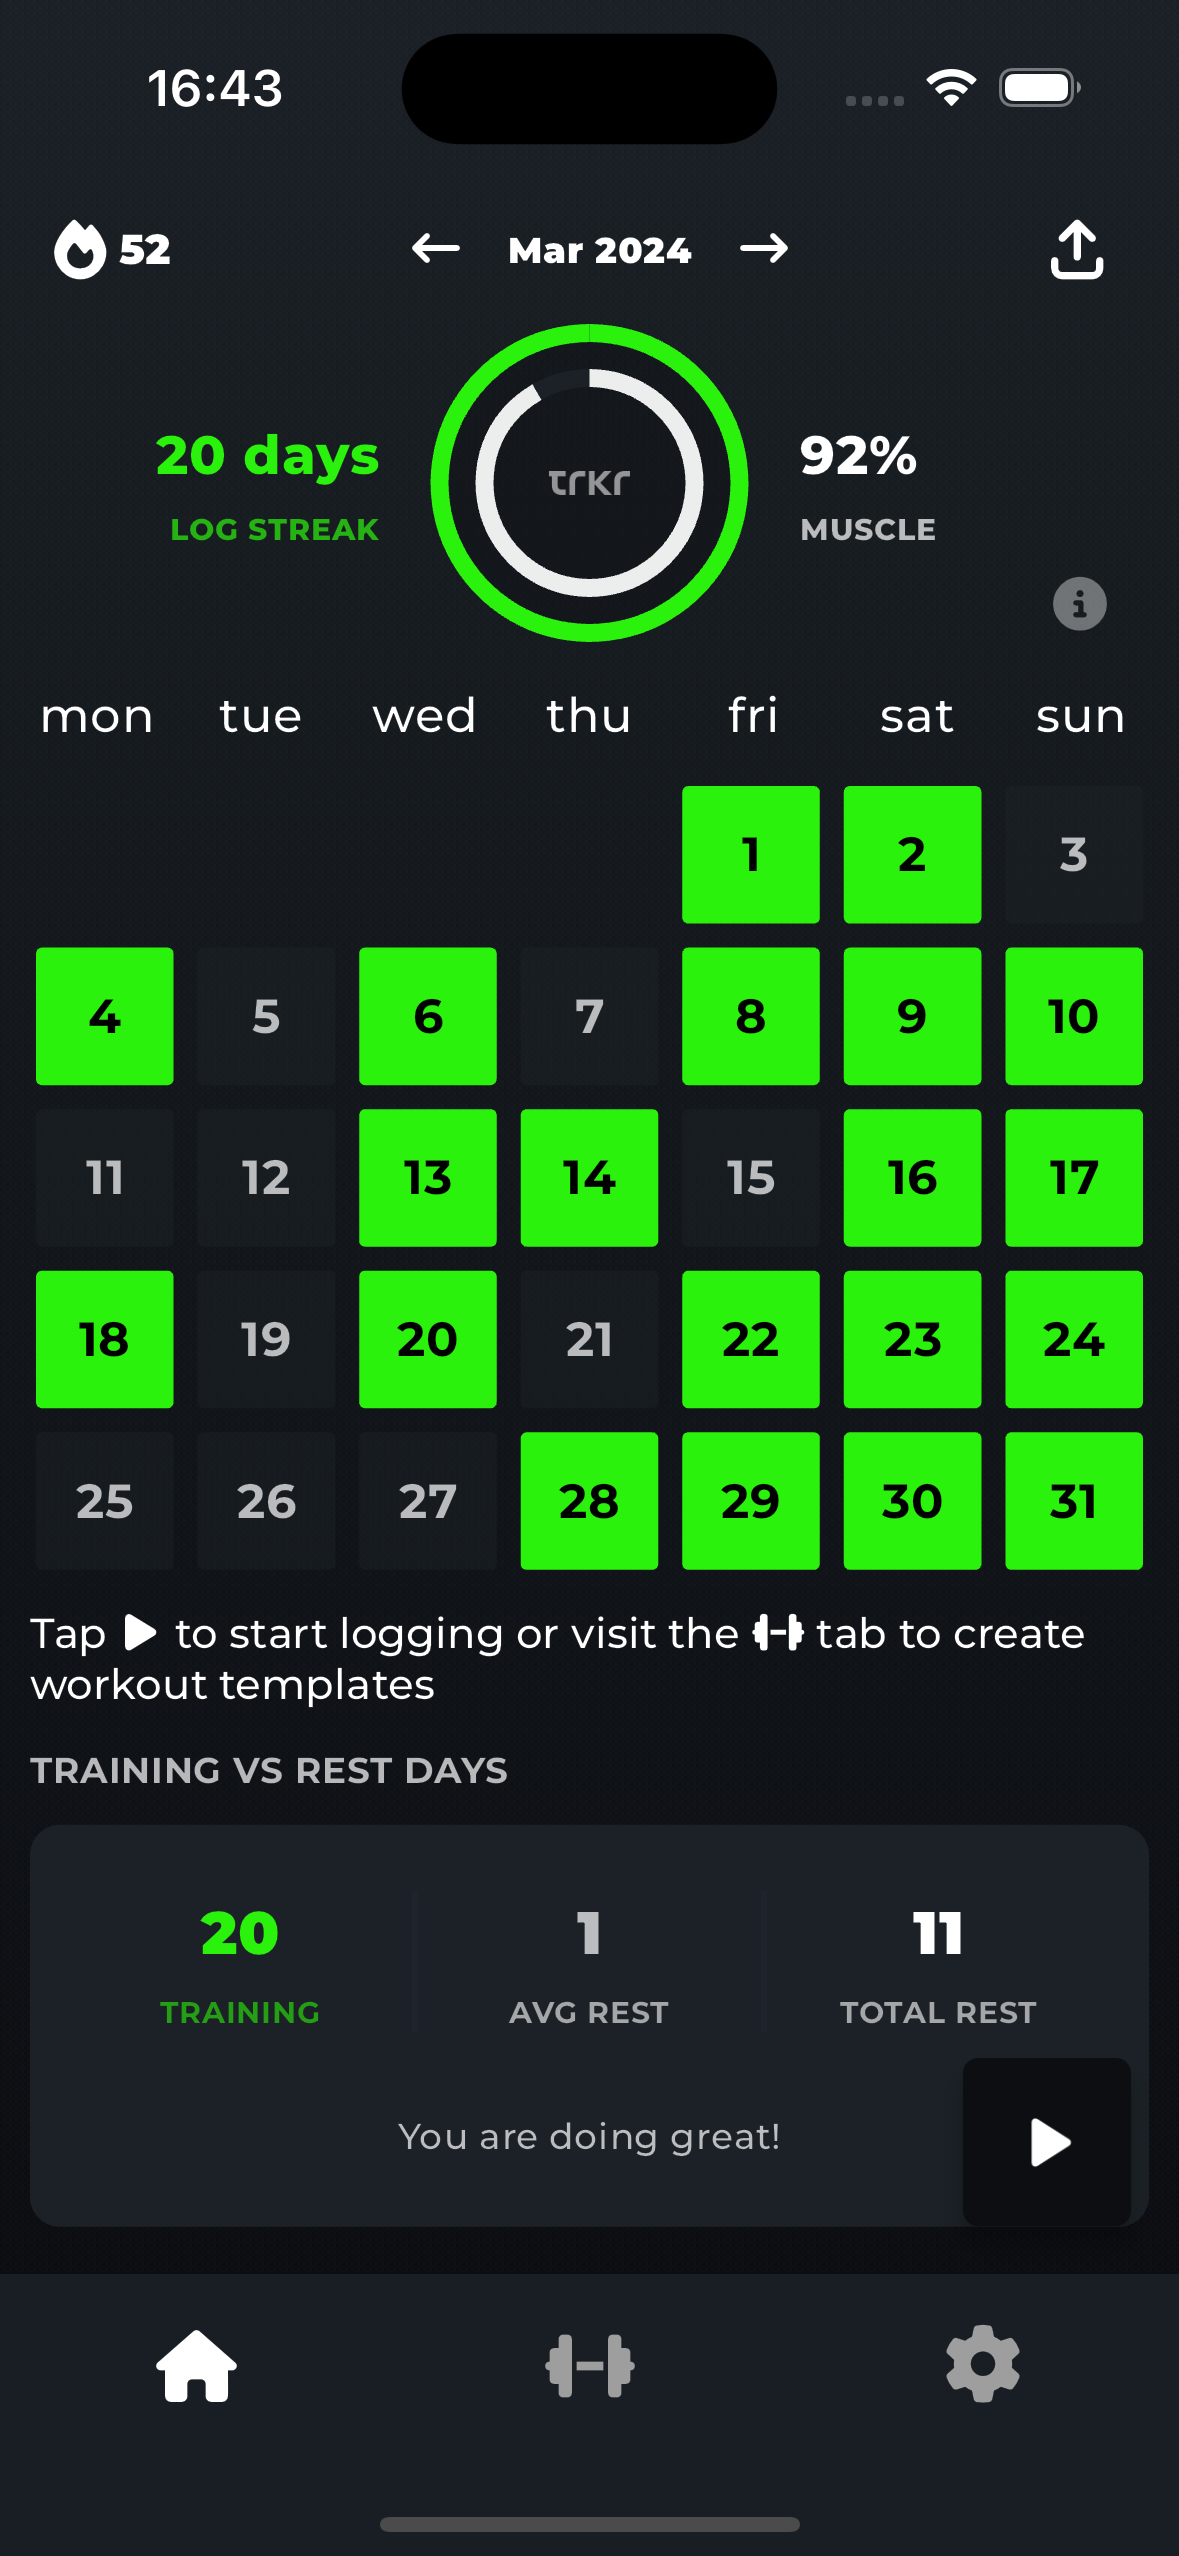 16:43
52
Mar 2024
20 days
LOG STREAK
trkr
92%
MUSCLE
mon tue wed thu fri sat sun
1 2 3
4 5 6 7 8 9 10
11 12 13 14 15 16 17
18 19 20 21 22 23 24
25 26 27 28 29 30 31
Tap to start logging or visit the tab to create
workout templates
TRAINING VS REST DAYS
20 1 11
TRAINING AVG REST TOTAL REST
You are doing great!